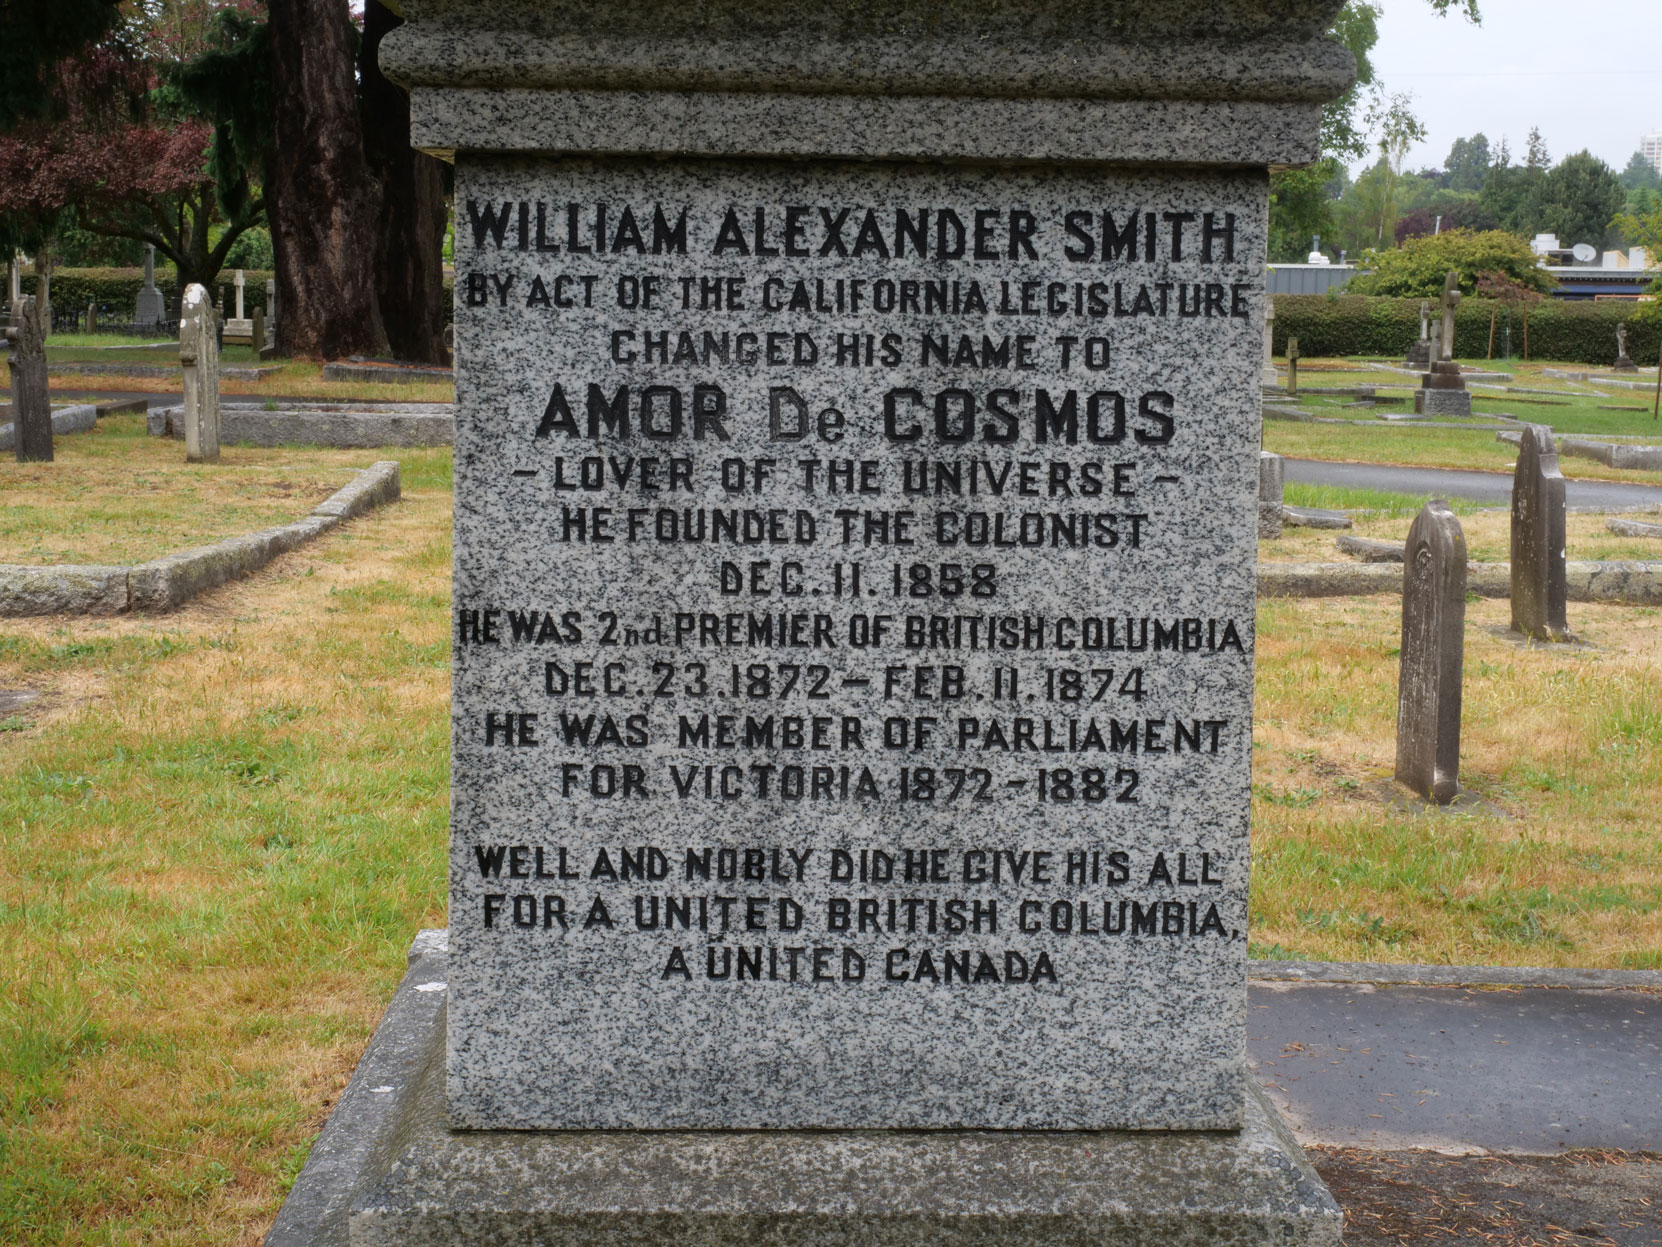 WILLIAM ALEXANDER SMITH
BY ACT OF THE CALIFORNIA LEGISLATURE
CHANGED HIS NAME TO
AMOR De COSMOS
- LOVER OF THE UNIVERSE -
HE FOUNDED THE COLONIST
DEC. 11. 1858
HE WAS 2nd PREMIER OF BRITISH COLUMBIA
DEC. 23. 1872 - FEB. 11. 1874
HE WAS MEMBER OF PARLIAMENT
FOR VICTORIA 1872 - 1882
WELL AND NOBLY DID HE GIVE HIS ALL
FOR A UNITED BRITISH COLUMBIA,
A UNITED CANADA